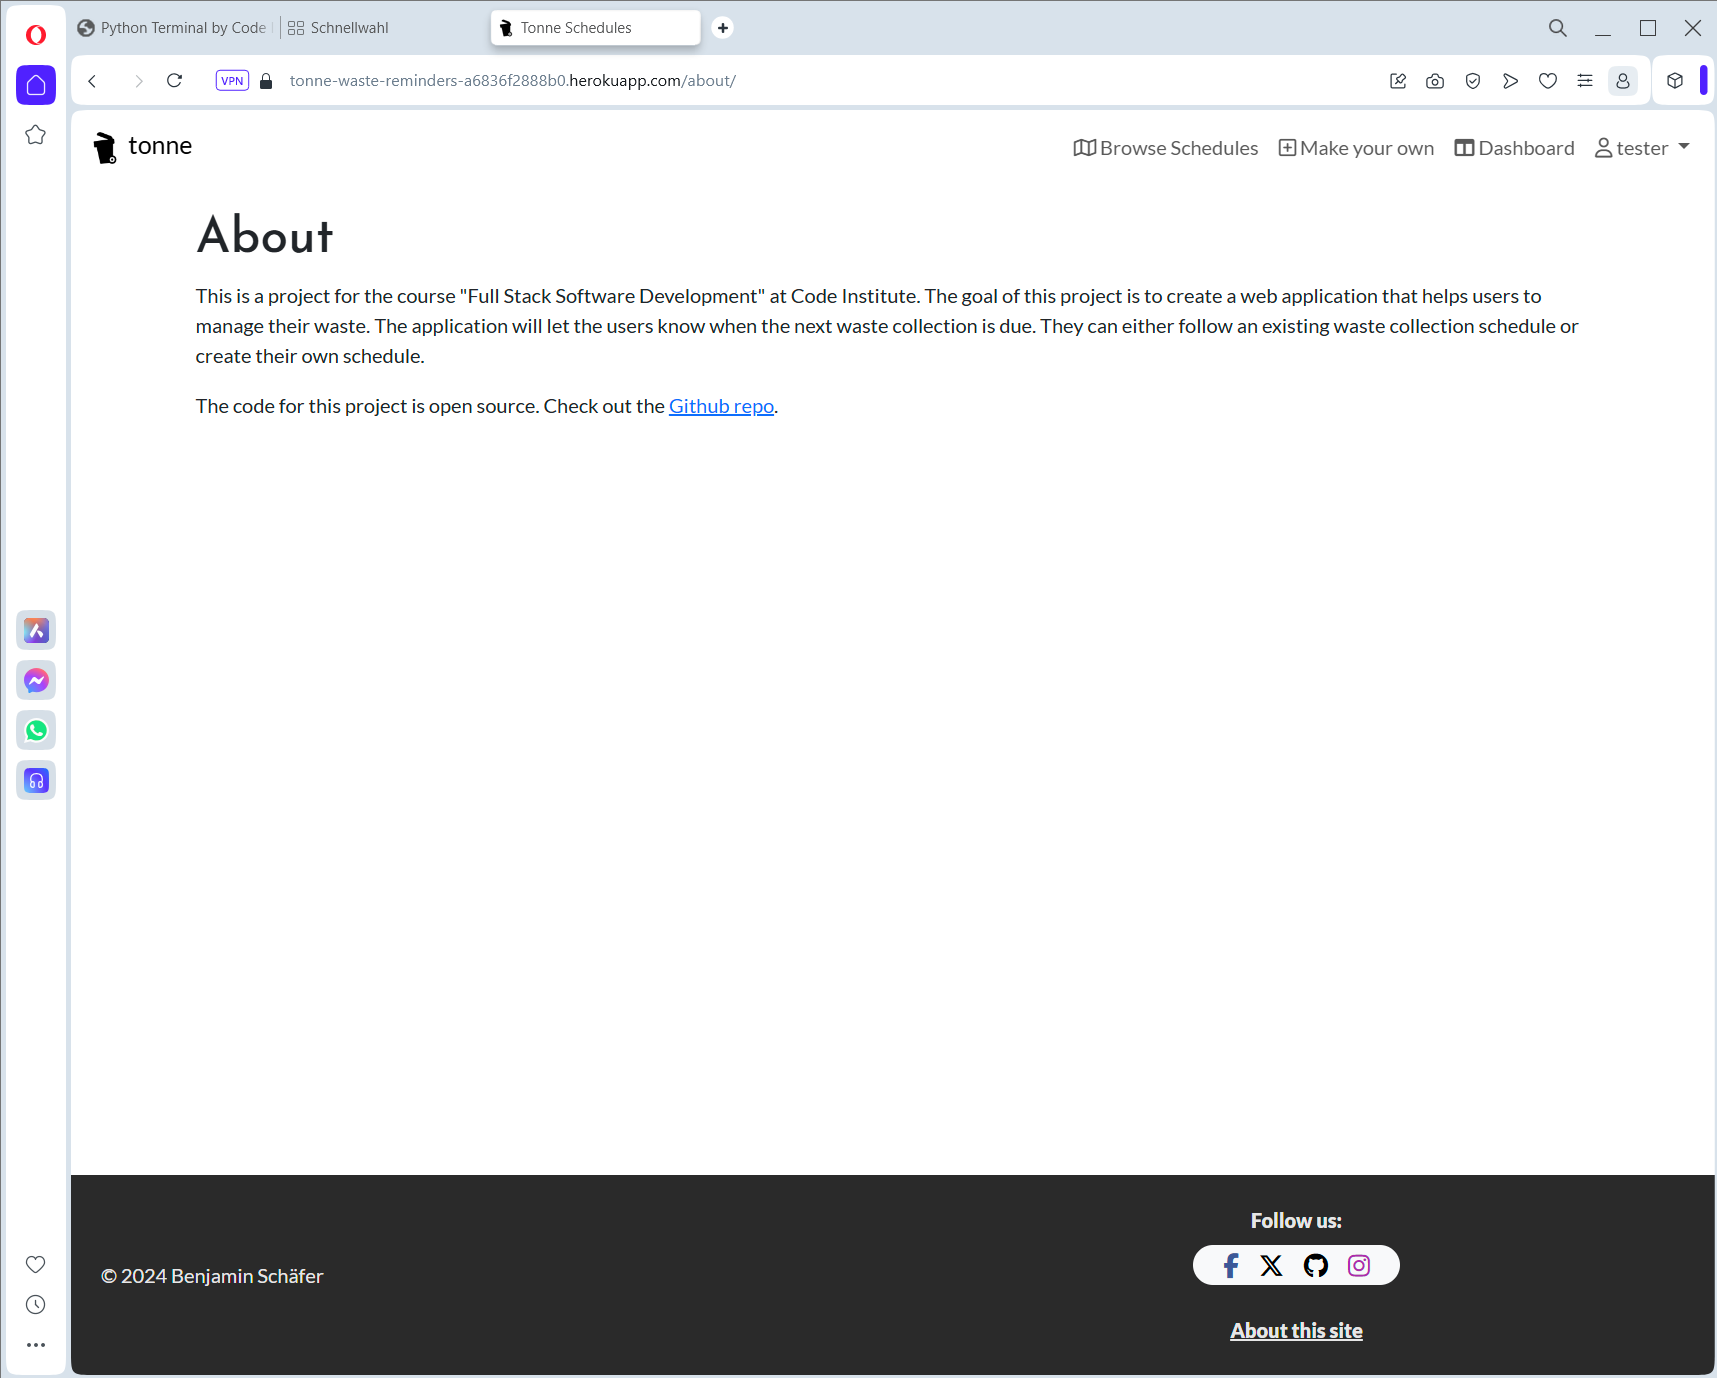 Python Terminal by Code
Schnellwahl
Tonne Schedules
VPN
tonne-waste-reminders-a6836f2888b0.herokuapp.com/about/
tonne
Browse Schedules
Make your own
Dashboard
tester
About
This is a project for the course "Full Stack Software Development" at Code Institute. The goal of this project is to create a web application that helps users to
manage their waste. The application will let the users know when the next waste collection is due. They can either follow an existing waste collection schedule or
create their own schedule.
The code for this project is open source. Check out the Github repo.
Follow us:
© 2024 Benjamin Schäfer
About this site